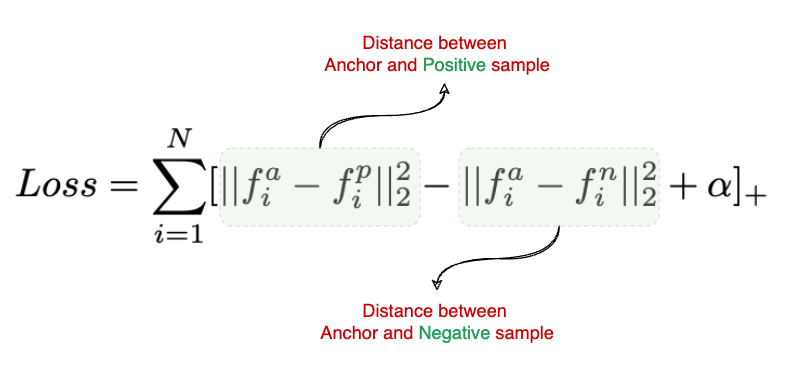 Distance between
Anchor and Positive sample
Loss = \sum_{i=1}^{N} [||f_i^a - f_i^p||_2^2 - ||f_i^a - f_i^n||_2^2 + α]_+
Distance between
Anchor and Negative sample